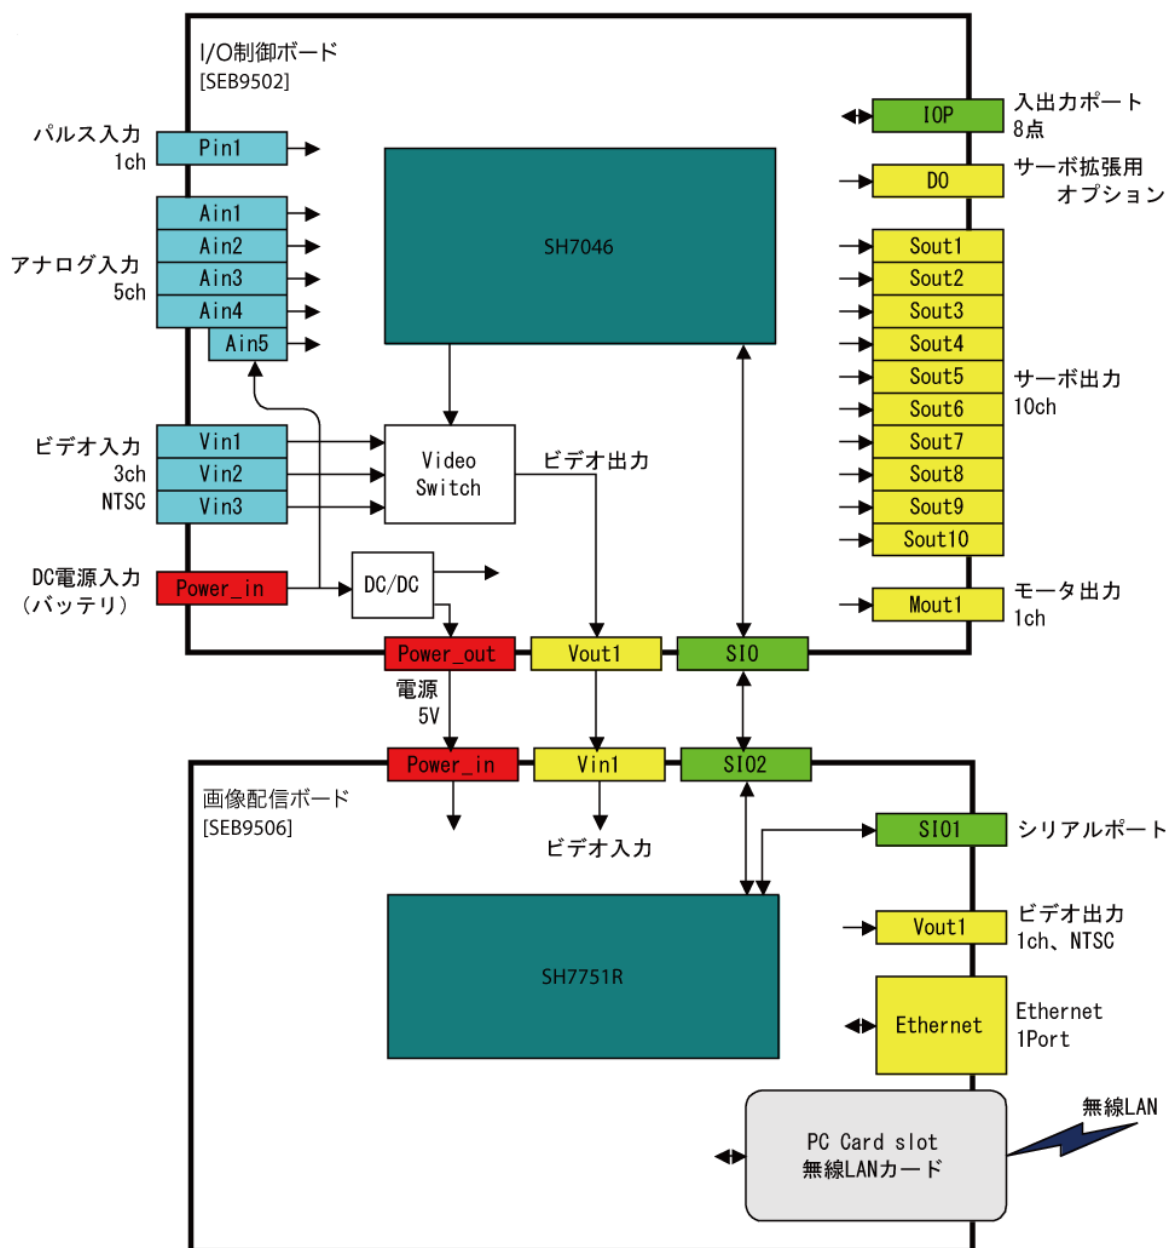 I/O制御ボード
[SEB9502]
パルス入力
1ch
Pin1
アナログ入力
5ch
Ain1
Ain2
Ain3
Ain4
Ain5
ビデオ入力
3ch
NTSC
Vin1
Vin2
Vin3
DC電源入力
(バッテリ)
Power_in
SH7046
Video
Switch
ビデオ出力
DC/DC
IOP
入出力ポート
8点
DO
サーボ拡張用
オプション
Sout1
Sout2
Sout3
Sout4
Sout5
Sout6
Sout7
Sout8
Sout9
Sout10
サーボ出力
10ch
Mout1
モータ出力
1ch
Power_out
Vout1
SIO
電源
5V
Power_in
Vin1
SIO2
画像配信ボード
[SEB9506]
ビデオ入力
SH7751R
SIO1
シリアルポート
Vout1
ビデオ出力
1ch、NTSC
Ethernet
Ethernet
1Port
PC Card slot
無線LANカード
無線LAN